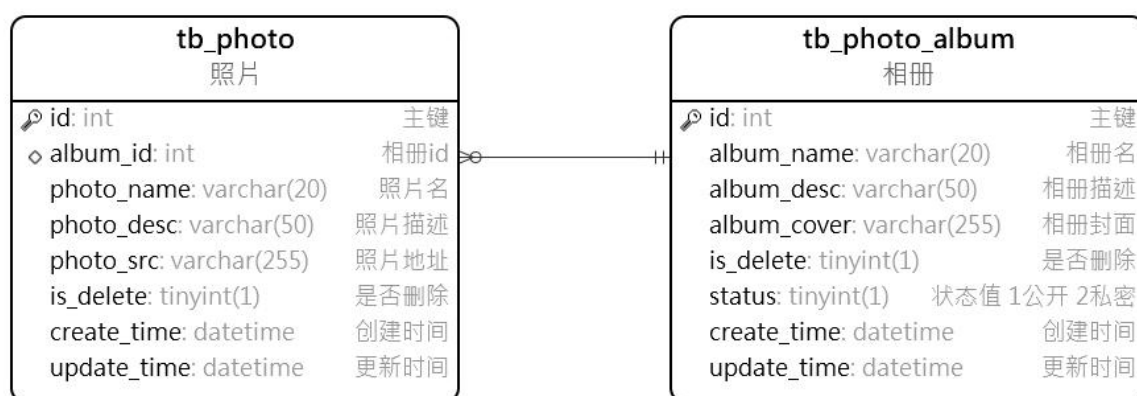 tb_photo
照片
id: int 主键
album_id: int 相册id
photo_name: varchar(20) 照片名
photo_desc: varchar(50) 照片描述
photo_src: varchar(255) 照片地址
is_delete: tinyint(1) 是否删除
create_time: datetime 创建时间
update_time: datetime 更新时间
tb_photo_album
相册
id: int 主键
album_name: varchar(20) 相册名
album_desc: varchar(50) 相册描述
album_cover: varchar(255) 相册封面
is_delete: tinyint(1) 是否删除
status: tinyint(1) 状态值 1公开 2私密
create_time: datetime 创建时间
update_time: datetime 更新时间